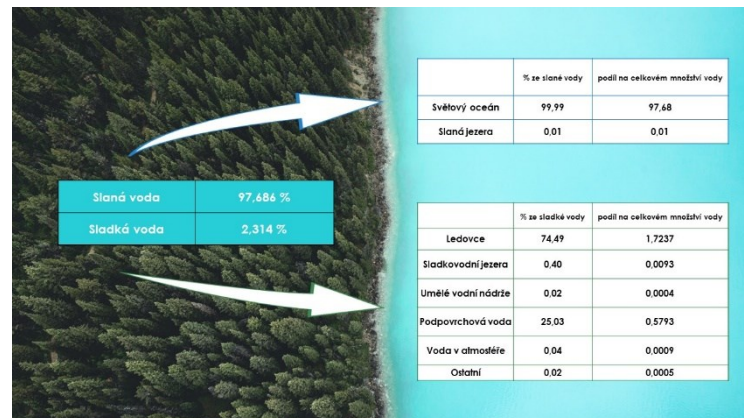 Slaná voda 97,686 %
Sladká voda 2,314 %
% ze slané vody podíl na celkovém množství vody
Světový oceán 99,99 97,68
Slaná jezera 0,01 0,01
% ze sladké vody podíl na celkovém množství vody
Ledovce 74,49 1,7237
Sladkovodní jezera 0,40 0,0093
Umělé vodní nádrže 0,02 0,0004
Podpovrchová voda 25,03 0,5793
Voda v atmosféře 0,04 0,0009
Ostatní 0,02 0,0005